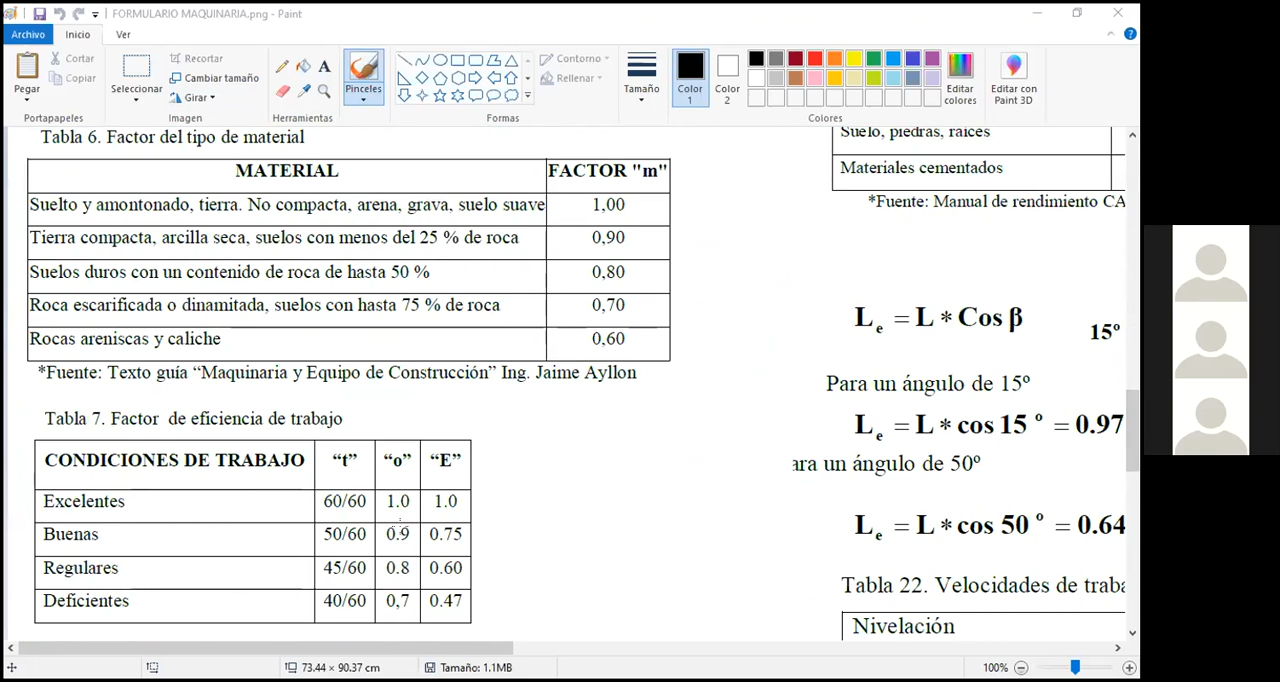 FORMULARIO MAQUINARIA.png - Paint
Archivo
Inicio
Ver
Pegar
Cortar
Copiar
Portapapeles
Seleccionar
Recortar
Cambiar tamaño
Girar
Imagen
A
Herramientas
Pinceles
Contorno
Rellenar
Formas
Tamaño
Color
1
Color
2
Editar
colores
Editar con
Paint 3D
Colores
Tabla 6. Factor del tipo de material
MATERIAL FACTOR "m"
Suelto y amontonado, tierra. No compacta, arena, grava, suelo suave 1,00
Tierra compacta, arcilla seca, suelos con menos del 25 % de roca 0,90
Suelos duros con un contenido de roca de hasta 50 % 0,80
Roca escarificada o dinamitada, suelos con hasta 75 % de roca 0,70
Rocas areniscas y caliche 0,60
*Fuente: Texto guía “Maquinaria y Equipo de Construcción” Ing. Jaime Ayllon
Tabla 7. Factor de eficiencia de trabajo
CONDICIONES DE TRABAJO “t” “o” “E”
Excelentes 60/60 1.0 1.0
Buenas 50/60 0.9 0.75
Regulares 45/60 0.8 0.60
Deficientes 40/60 0,7 0.47
Suelo, piedras, raíces
Materiales cementados
*Fuente: Manual de rendimiento CA
Le = L * Cos β
15º
Para un ángulo de 15º
Le = L * cos 15 º = 0.97
ara un ángulo de 50º
Le = L * cos 50 º = 0.64
Tabla 22. Velocidades de traba
Nivelación
73.44 × 90.37 cm
Tamaño: 1.1MB
100%